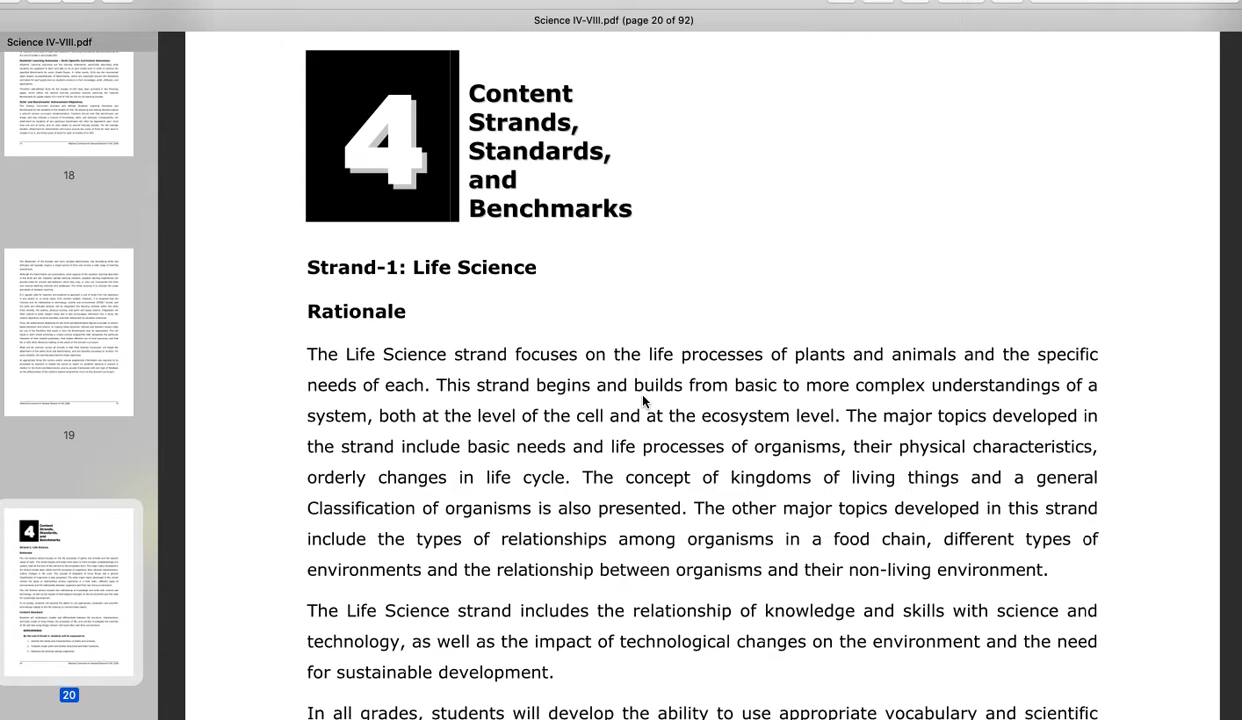 Science IV-VIII.pdf (page 20 of 92)
Science IV-VIII.pdf
18
19
20
4
Content
Strands,
Standards,
and
Benchmarks
Strand-1: Life Science
Rationale
The Life Science strand focuses on the life processes of plants and animals and the specific
needs of each. This strand begins and builds from basic to more complex understandings of a
system, both at the level of the cell and at the ecosystem level. The major topics developed in
the strand include basic needs and life processes of organisms, their physical characteristics,
orderly changes in life cycle. The concept of kingdoms of living things and a general
Classification of organisms is also presented. The other major topics developed in this strand
include the types of relationships among organisms in a food chain, different types of
environments and the relationship between organisms and their non-living environment.
The Life Science strand includes the relationship of knowledge and skills with science and
technology, as well as the impact of technological changes on the environment and the need
for sustainable development.
In all grades, students will develop the ability to use appropriate vocabulary and scientific